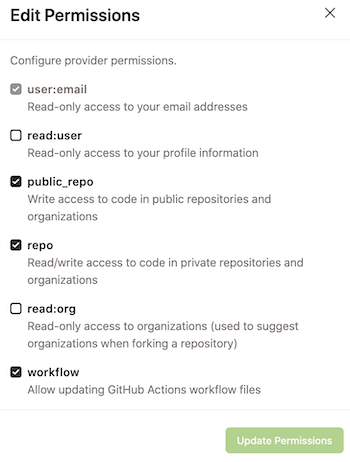 Edit Permissions
Configure provider permissions.
user:email
Read-only access to your email addresses
read:user
Read-only access to your profile information
public_repo
Write access to code in public repositories and
organizations
repo
Read/write access to code in private repositories and
organizations
read:org
Read-only access to organizations (used to suggest
organizations when forking a repository)
workflow
Allow updating GitHub Actions workflow files
Update Permissions